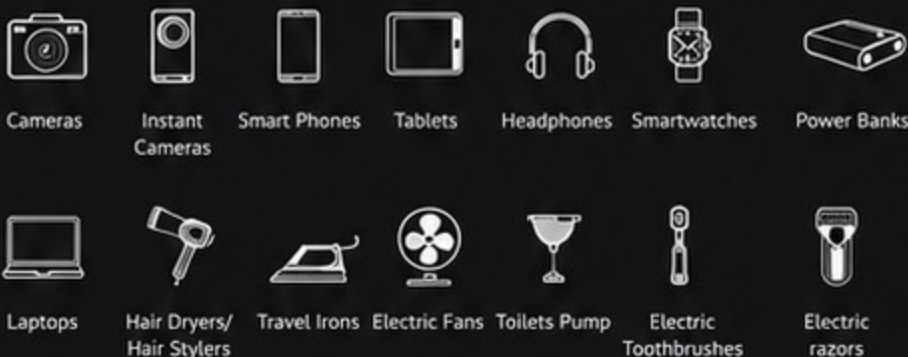 Cameras
Instant
Cameras
Smart Phones
Tablets
Headphones
Smartwatches
Power Banks
Laptops
Hair Dryers/
Hair Stylers
Travel Irons
Electric Fans
Toilets Pump
Electric
Toothbrushes
Electric
razors